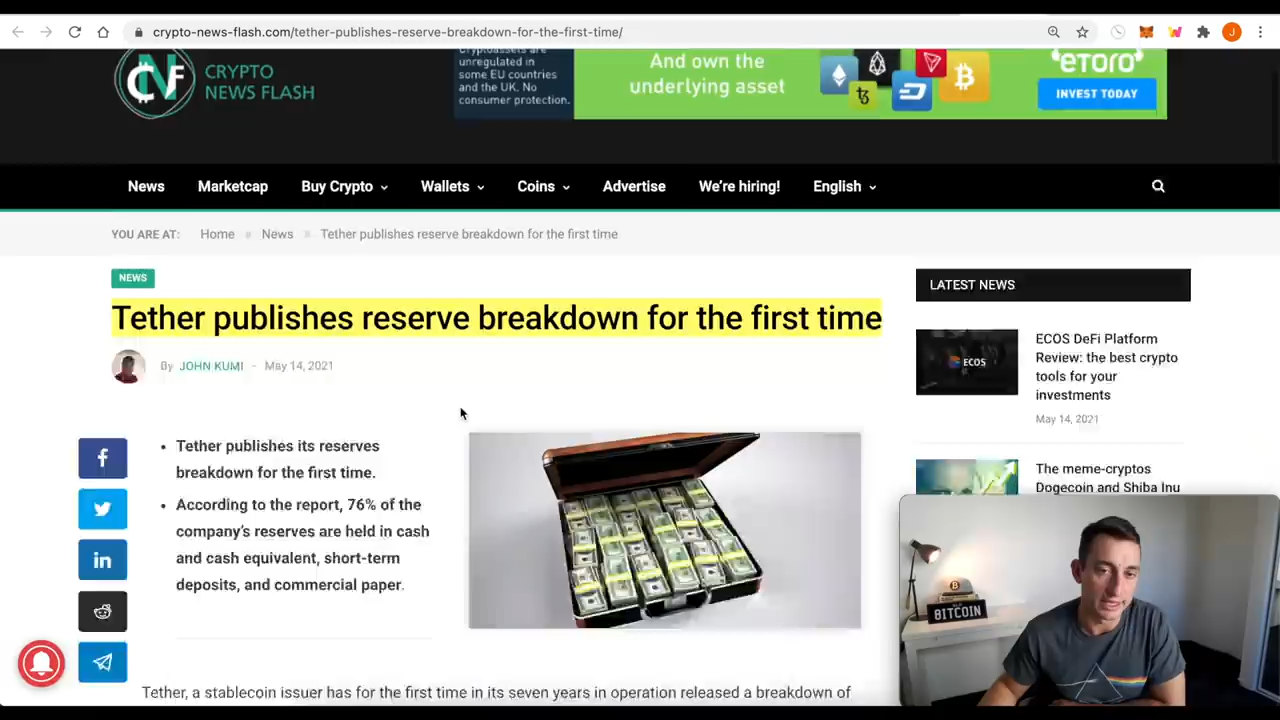 crypto-news-flash.com/tether-publishes-reserve-breakdown-for-the-first-time/
J
CNF
CRYPTO
NEWS FLASH
Cryptoassets are
unregulated in
some EU countries
and the UK. No
consumer protection.
And own the
underlying asset
eToro
INVEST TODAY
News Marketcap Buy Crypto Wallets Coins Advertise We're hiring! English
YOU ARE AT: Home » News » Tether publishes reserve breakdown for the first time
NEWS
Tether publishes reserve breakdown for the first time
By JOHN KUMI - May 14, 2021
• Tether publishes its reserves
breakdown for the first time.
• According to the report, 76% of the
company's reserves are held in cash
and cash equivalent, short-term
deposits, and commercial paper.
Tether, a stablecoin issuer has for the first time in its seven years in operation released a breakdown of
LATEST NEWS
ECOS
ECOS DeFi Platform
Review: the best crypto
tools for your
investments
May 14, 2021
The meme-cryptos
Dogecoin and Shiba Inu
BITCOIN